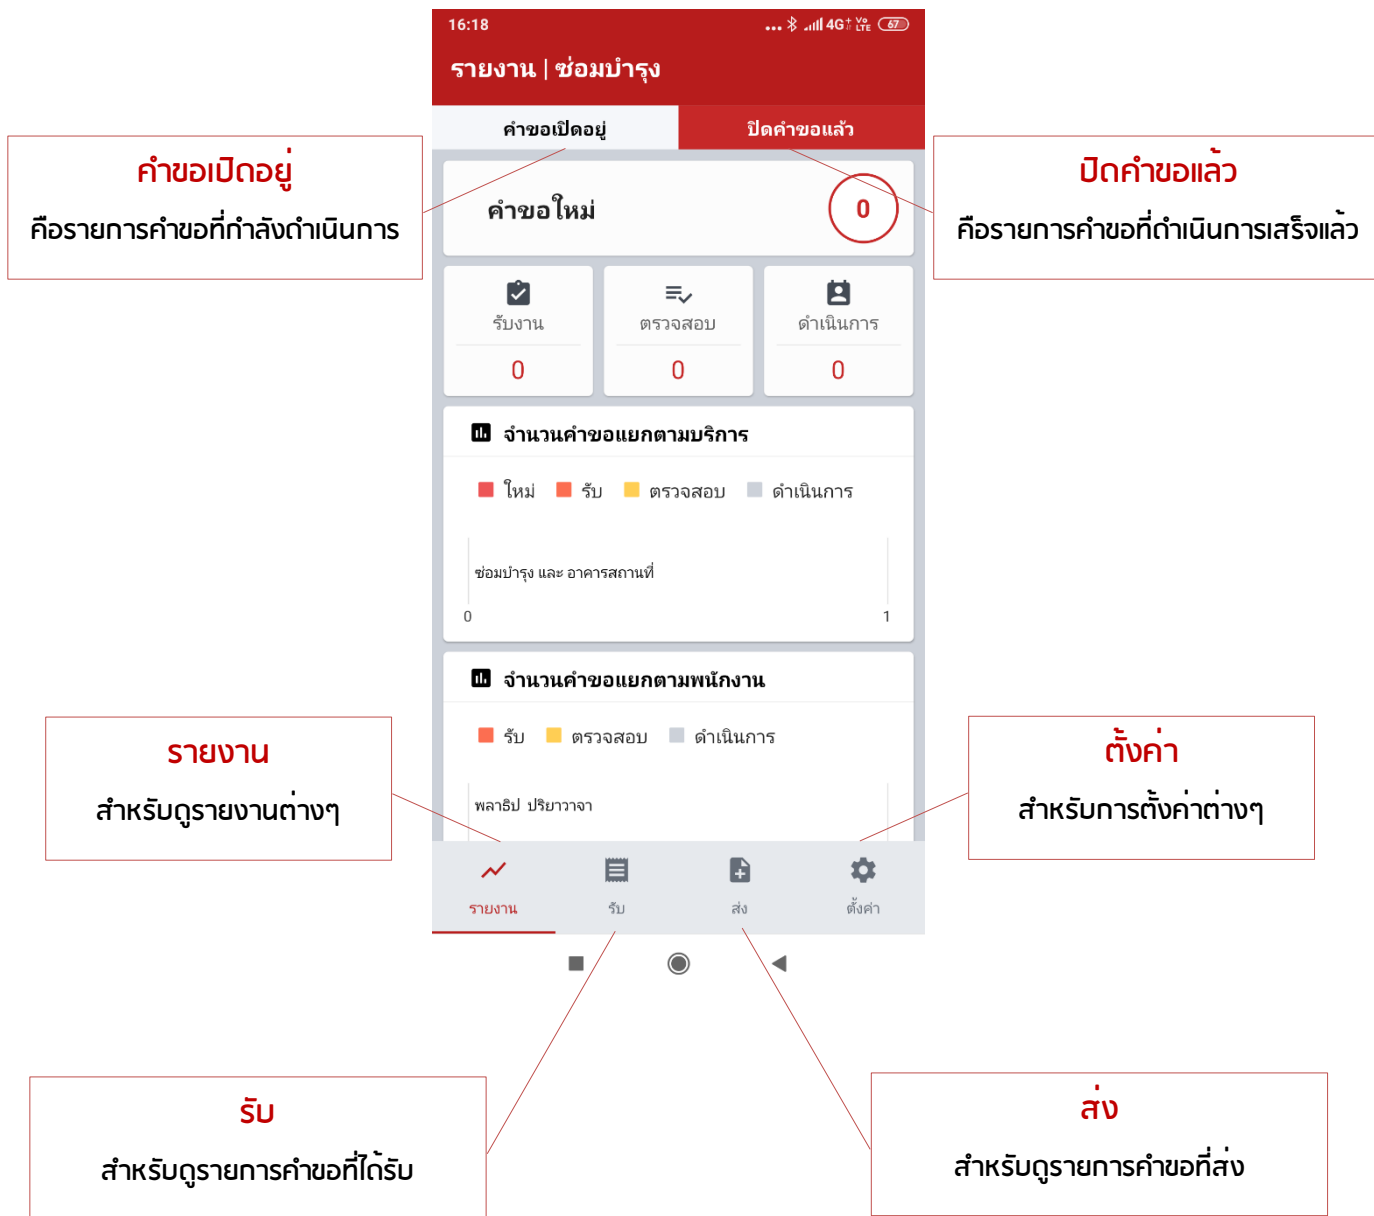 16:18
4G+ Vo LTE 67
รายงาน | ซ่อมบำรุง
คำขอเปิดอยู่
ปิดคำขอแล้ว
คำขอเปิดอยู่
คือรายการคำขอที่กำลังดำเนินการ
ปิดคำขอแล้ว
คือรายการคำขอที่ดำเนินการเสร็จแล้ว
คำขอใหม่
0
รับงาน
ตรวจสอบ
ดำเนินการ
0
0
0
จำนวนคำขอแยกตามบริการ
ใหม่ รับ ตรวจสอบ ดำเนินการ
ซ่อมบำรุง และ อาคารสถานที่
0 1
จำนวนคำขอแยกตามพนักงาน
รับ ตรวจสอบ ดำเนินการ
พลาธิป ปริยาวาจา
รายงาน
สำหรับดูรายงานต่างๆ
ตั้งค่า
สำหรับการตั้งค่าต่างๆ
รายงาน
รับ
ส่ง
ตั้งค่า
รับ
สำหรับดูรายการคำขอที่ได้รับ
ส่ง
สำหรับดูรายการคำขอที่ส่ง